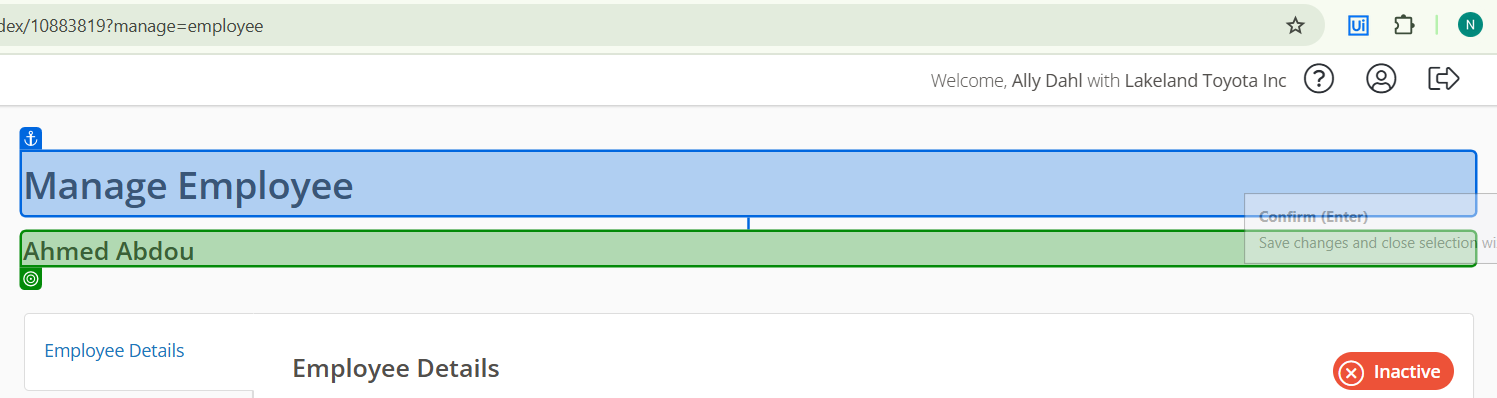 dex/10883819?manage=employee
Ui
N
Welcome, Ally Dahl with Lakeland Toyota Inc
Manage Employee
Confirm (Enter)
Save changes and close selection wi
Ahmed Abdou
Employee Details
Employee Details
Inactive